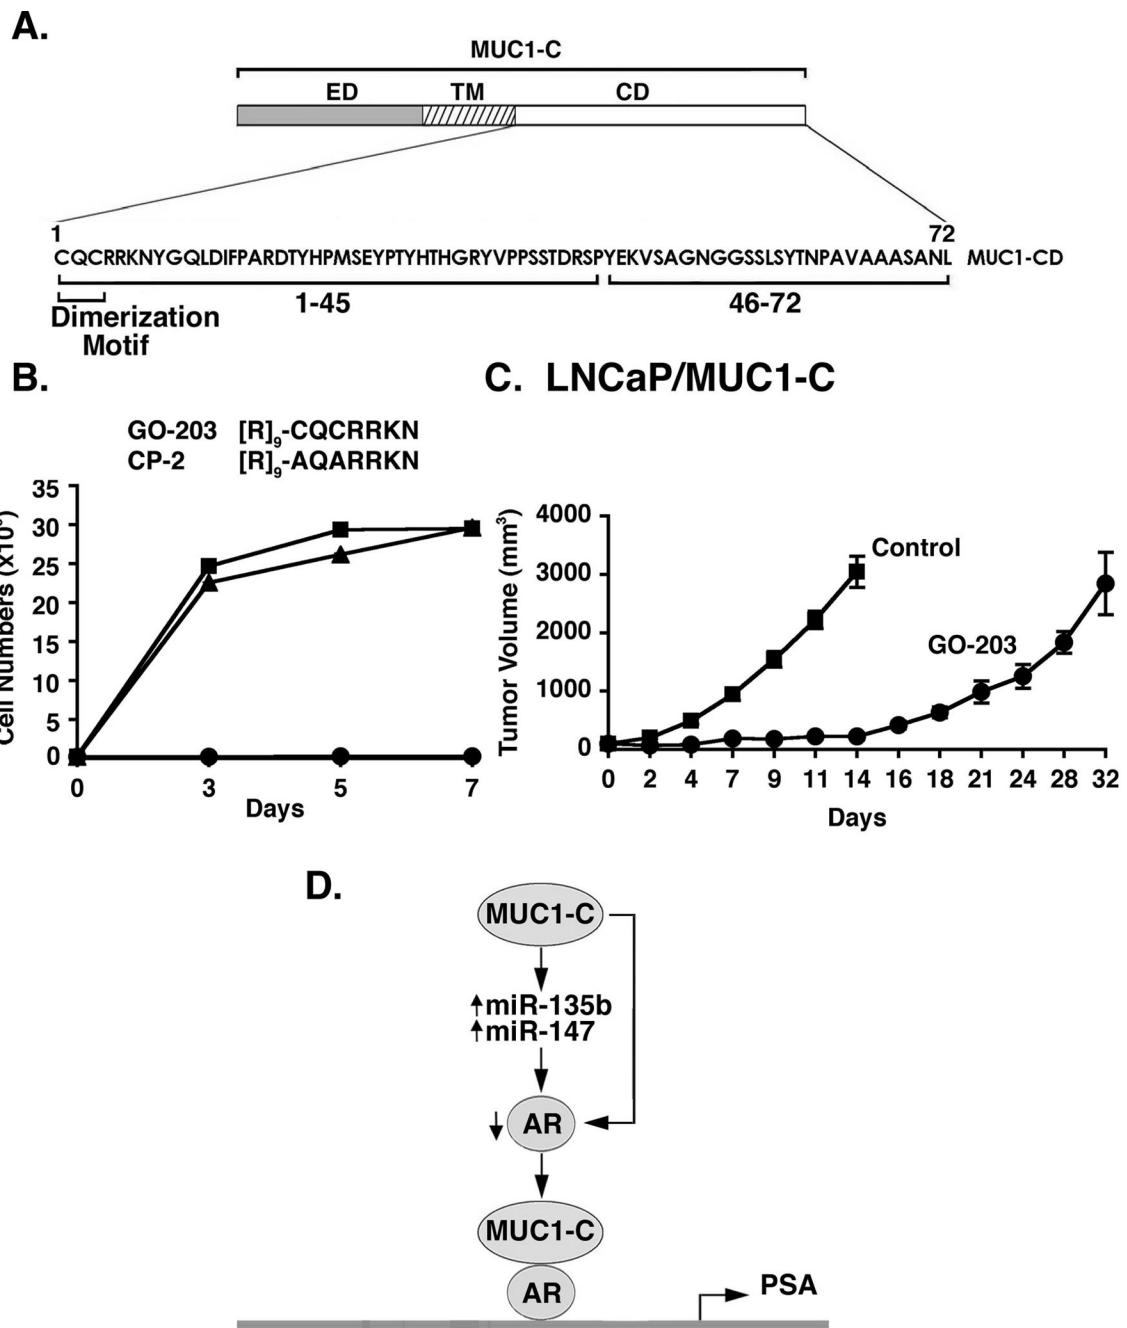 A.
MUC1-C
ED TM CD
1 72
CQCRRKNYGQLDIFPARDTYHPMSEYPTYHTHGRYVPPSSTDRSPYEKVSAGNGGSSLSYTNPAVAAASANL MUC1-CD
1-45 46-72
Dimerization
Motif
B.
GO-203 [R]9-CQCRRKN
CP-2 [R]9-AQARRKN
Cell Numbers
35
30
25
20
15
10
5
0
0 3 5 7
Days
C. LNCaP/MUC1-C
Tumor Volume (mm³)
4000
3000
2000
1000
0
Control
GO-203
0 2 4 7 9 11 14 16 18 21 24 28 32
Days
D.
MUC1-C
↑miR-135b
↑miR-147
↓ AR
MUC1-C
AR
PSA